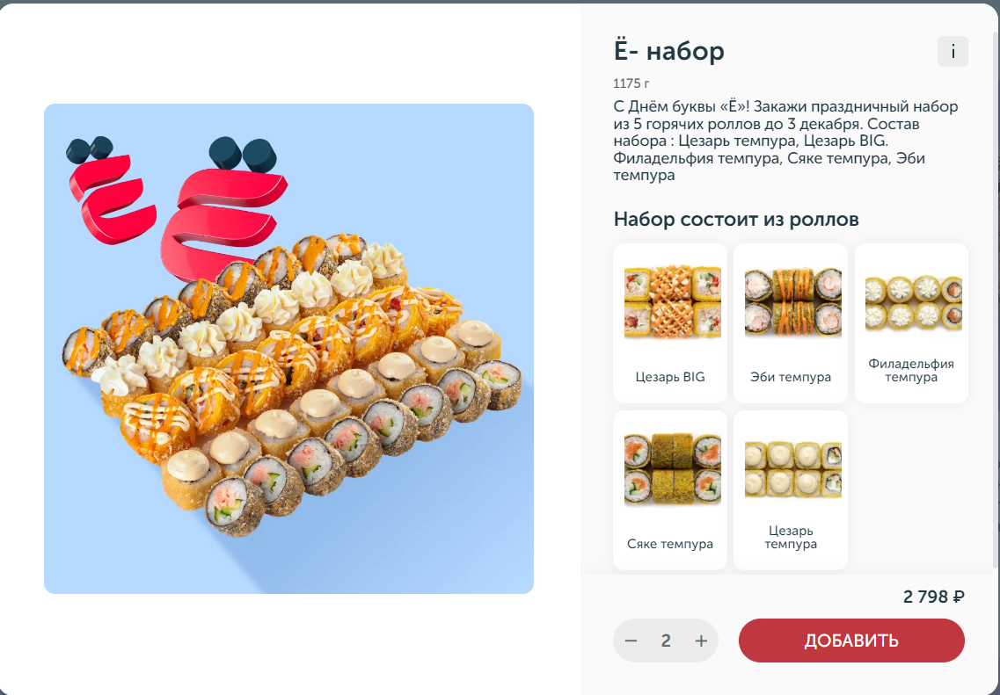 Ё Ё
Ё- набор
i
1175 г
С Днём буквы «Ё»! Закажи праздничный набор
из 5 горячих роллов до 3 декабря. Состав
набора : Цезарь темпура, Цезарь BIG.
Филадельфия темпура, Сяке темпура, Эби
темпура
Набор состоит из роллов
Цезарь BIG
Эби темпура
Филадельфия
темпура
Сяке темпура
Цезарь
темпура
2 798 ₽
− 2 +
ДОБАВИТЬ